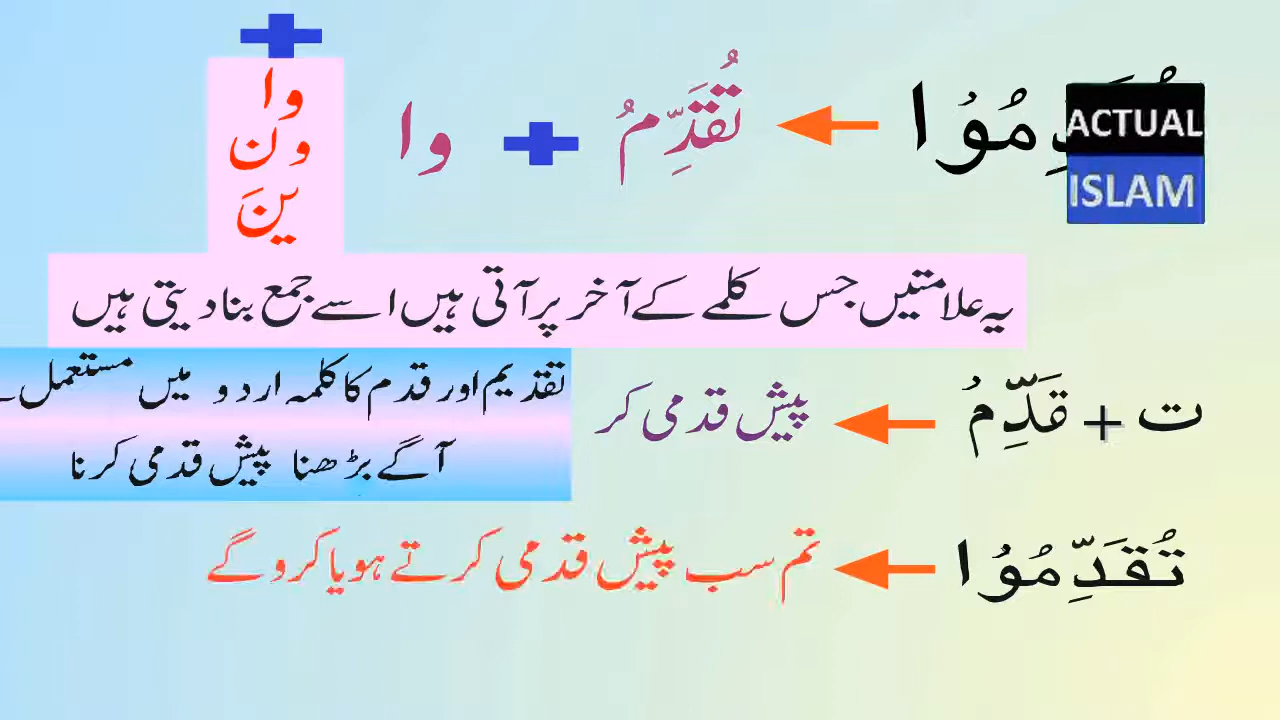 ACTUAL
ISLAM
تُقَدِّمُ + وا
وا
ون
ینَ
یہ علامتیں جس کلمے کے آخر پر آتی ہیں اسے جمع بنا دیتی ہیں
ت + قَدِّمُ
پیش قدمی کر
تقدیم اور قدم کا کلمہ اردو میں مستعمل
آگے بڑھنا پیش قدمی کرنا
تُقَدِّمُوُا تم سب پیش قدمی کرتے ہو یا کرو گے